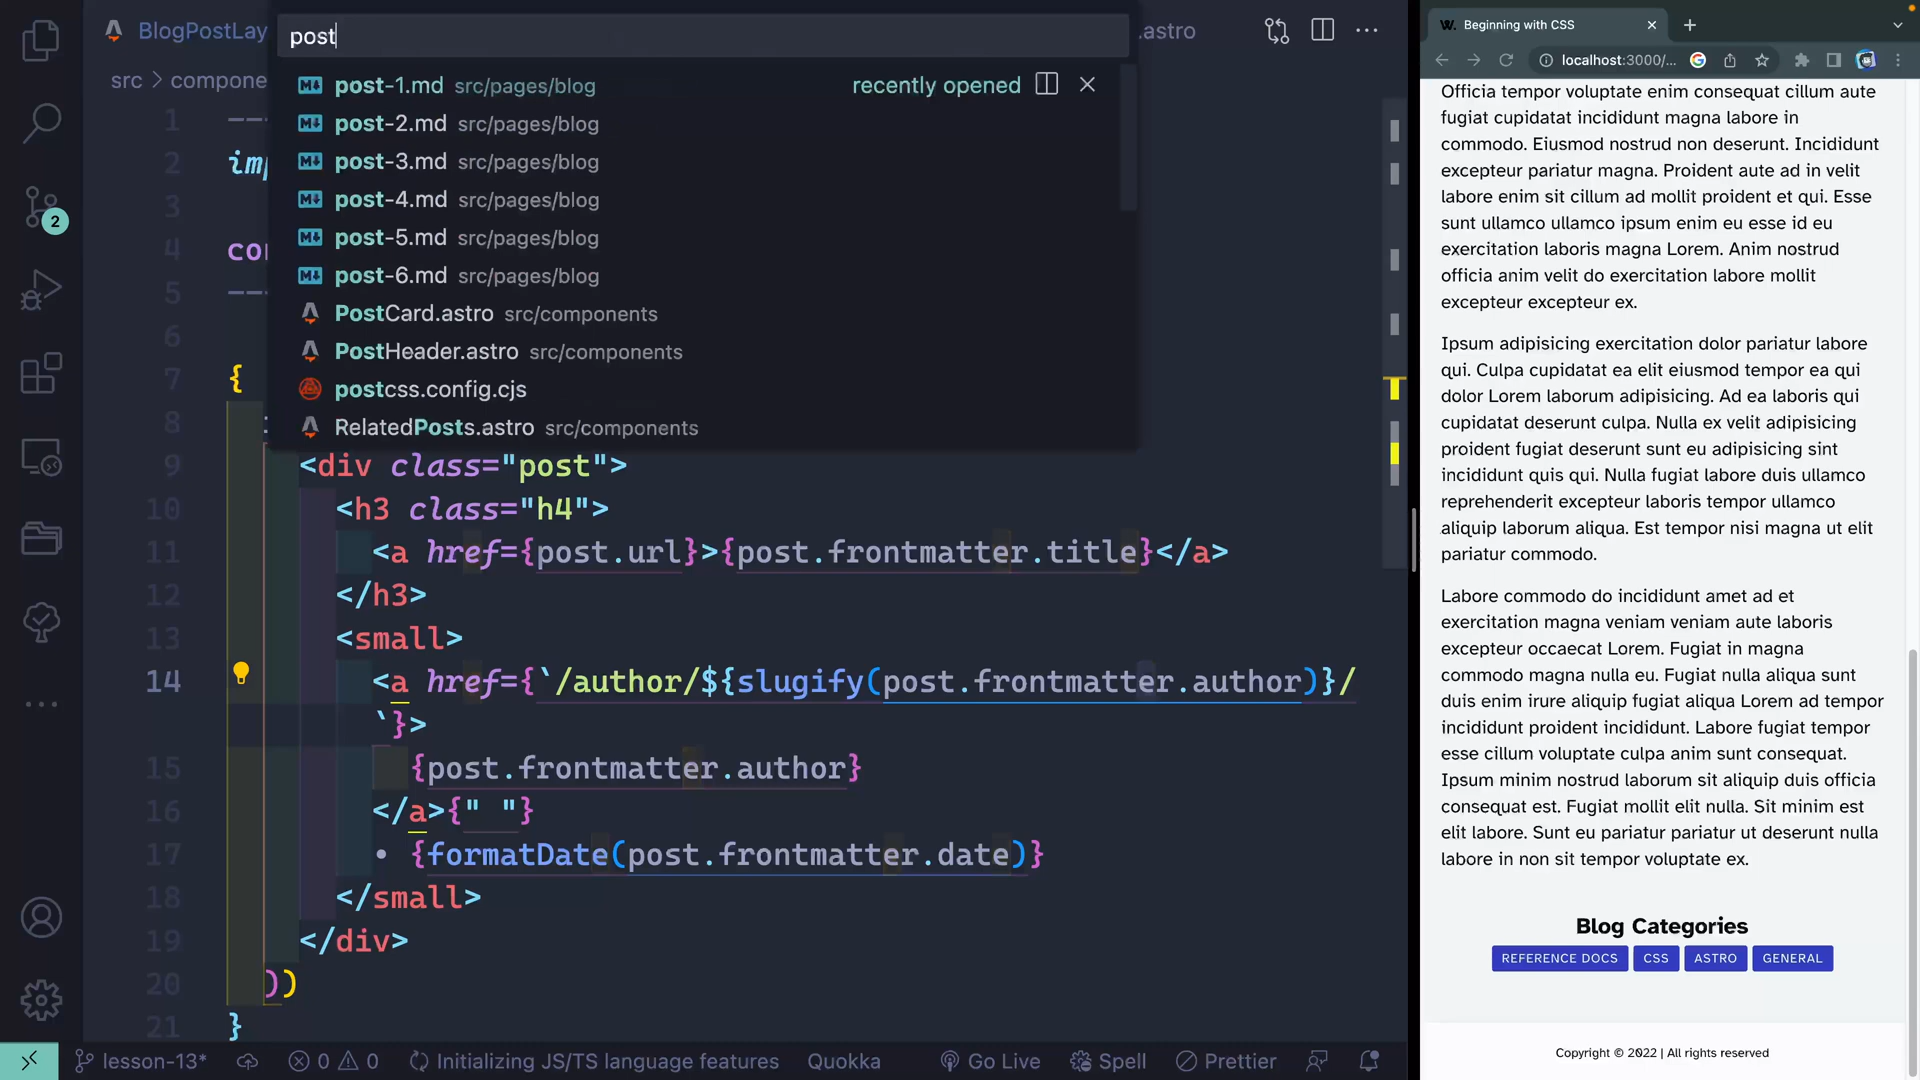 BlogPostLay
post
.astro
src > compone
post-1.md src/pages/blog recently opened
post-2.md src/pages/blog
post-3.md src/pages/blog
post-4.md src/pages/blog
post-5.md src/pages/blog
post-6.md src/pages/blog
PostCard.astro src/components
PostHeader.astro src/components
postcss.config.cjs
RelatedPosts.astro src/components
2
1 --
2 imp
3
4 con
5 --
6
7 {
8
9 <div class="post">
10 <h3 class="h4">
11 <a href={post.url}>{post.frontmatter.title}</a>
12 </h3>
13 <small>
14 <a href={`/author/${slugify(post.frontmatter.author)}/
`}>
15 {post.frontmatter.author}
16 </a>{" "}
17 • {formatDate(post.frontmatter.date)}
18 </small>
19 </div>
20 ))
21 }
lesson-13* 0 0 Initializing JS/TS language features Quokka Go Live Spell Prettier
W. Beginning with CSS
localhost:3000/...
Officia tempor voluptate enim consequat cillum aute
fugiat cupidatat incididunt magna labore in
commodo. Eiusmod nostrud non deserunt. Incididunt
excepteur pariatur magna. Proident aute ad in velit
labore enim sit cillum ad mollit proident et qui. Esse
sunt ullamco ullamco ipsum enim eu esse id eu
exercitation laboris magna Lorem. Anim nostrud
officia anim velit do exercitation labore mollit
excepteur excepteur ex.
Ipsum adipisicing exercitation dolor pariatur labore
qui. Culpa cupidatat ea elit eiusmod tempor ea qui
dolor Lorem laborum adipisicing. Ad ea laboris qui
cupidatat deserunt culpa. Nulla ex velit adipisicing
proident fugiat deserunt sunt eu adipisicing sint
incididunt quis qui. Nulla fugiat labore duis ullamco
reprehenderit excepteur laboris tempor ullamco
aliquip laborum aliqua. Est tempor nisi magna ut elit
pariatur commodo.
Labore commodo do incididunt amet ad et
exercitation magna veniam veniam aute laboris
excepteur occaecat Lorem. Fugiat in magna
commodo magna nulla eu. Fugiat nulla aliqua sunt
duis enim irure aliquip fugiat aliqua Lorem ad tempor
incididunt proident incididunt. Labore fugiat tempor
esse cillum voluptate culpa anim sunt consequat.
Ipsum minim nostrud laborum sit aliquip duis officia
consequat est. Fugiat mollit elit nulla. Sit minim est
elit labore. Sunt eu pariatur pariatur ut deserunt nulla
labore in non sit tempor voluptate ex.
Blog Categories
REFERENCE DOCS CSS ASTRO GENERAL
Copyright © 2022 | All rights reserved